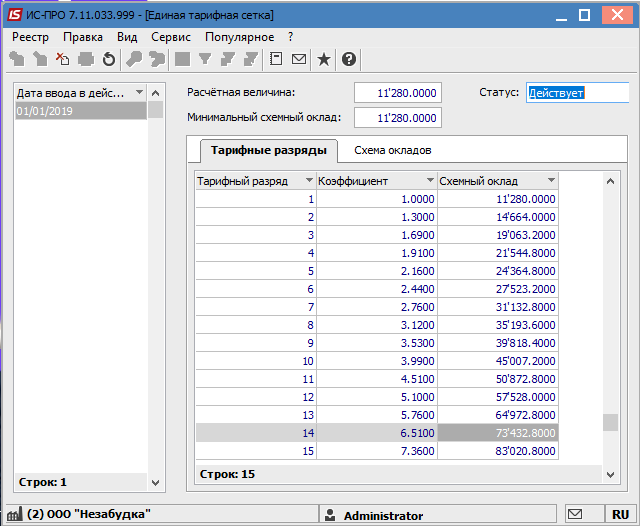 ИС-ПРО 7.11.033.999 - [Единая тарифная сетка]
Реестр Правка Вид Сервис Популярное ?
Дата ввода в дейс...
01/01/2019
Строк: 1
Расчётная величина: 11'280.0000 Статус: Действует
Минимальный схемный оклад: 11'280.0000
Тарифные разряды Схема окладов
Тарифный разряд Коэффициент Схемный оклад
1 1.0000 11'280.0000
2 1.3000 14'664.0000
3 1.6900 19'063.2000
4 1.9100 21'544.8000
5 2.1600 24'364.8000
6 2.4400 27'523.2000
7 2.7600 31'132.8000
8 3.1200 35'193.6000
9 3.5300 39'818.4000
10 3.9900 45'007.2000
11 4.5100 50'872.8000
12 5.1000 57'528.0000
13 5.7600 64'972.8000
14 6.5100 73'432.8000
15 7.3600 83'020.8000
Строк: 15
(2) ООО "Незабудка" Administrator RU